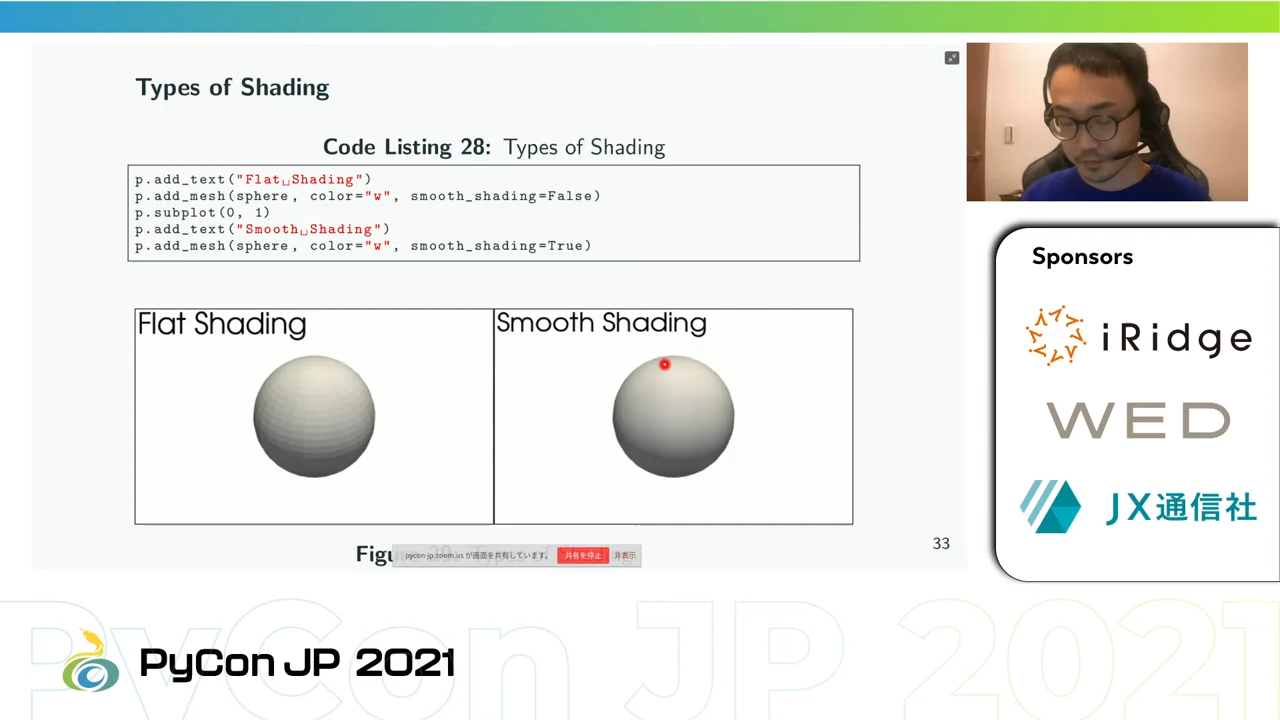 Types of Shading
Code Listing 28: Types of Shading
p.add_text("Flat␣Shading")
p.add_mesh(sphere, color="w", smooth_shading=False)
p.subplot(0, 1)
p.add_text("Smooth␣Shading")
p.add_mesh(sphere, color="w", smooth_shading=True)
Flat Shading
Smooth Shading
pycon-jp.zoom.us が画面を共有しています。
共有を停止
非表示
33
Sponsors
iRidge
WED
JX通信社
PyCon JP 2021
PyCon JP 2021